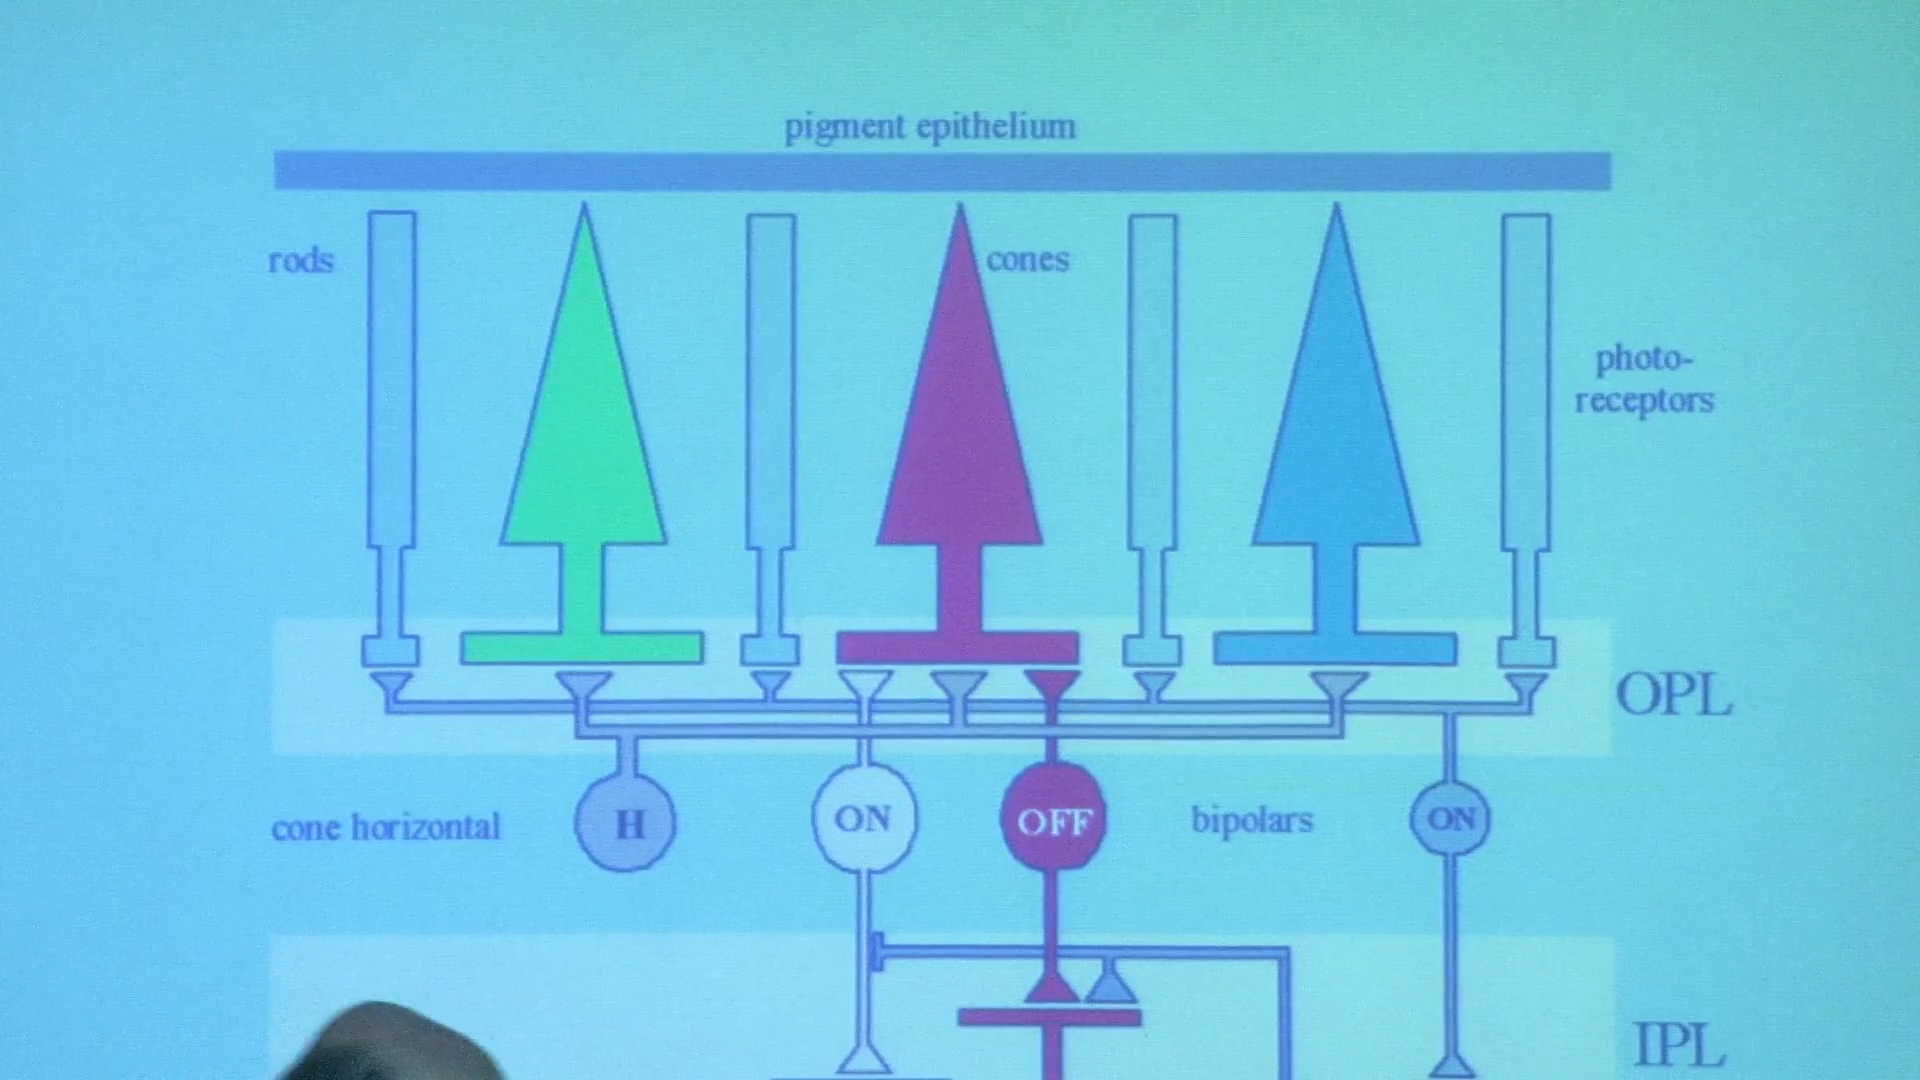 pigment epithelium
rods
cones
photo-
receptors
OPL
cone horizontal
H
ON
OFF
bipolars
ON
IPL